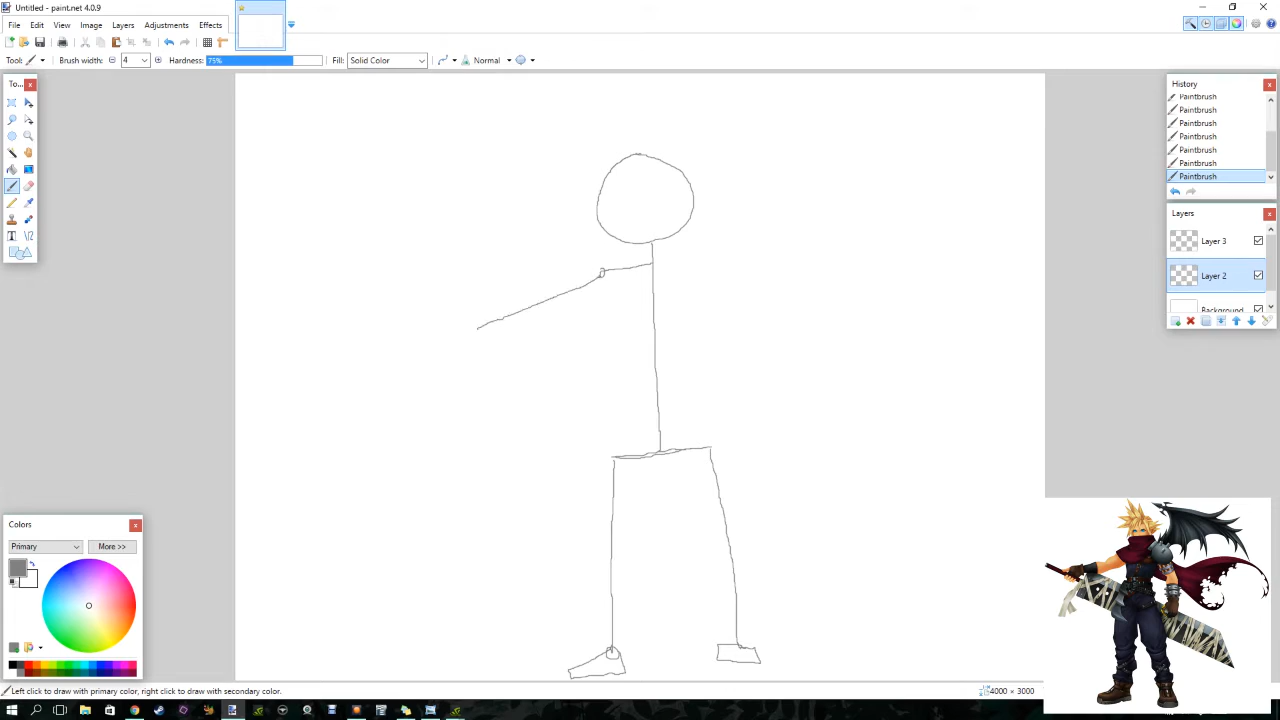 Untitled - paint.net 4.0.9
File Edit View Image Layers Adjustments Effects
Tool: Brush width: 4 Hardness: 75% Fill: Solid Color Normal
To...
History
Paintbrush
Paintbrush
Paintbrush
Paintbrush
Paintbrush
Paintbrush
Paintbrush
Layers
Layer 3
Layer 2
Background
Colors
Primary More >>
Left click to draw with primary color, right click to draw with secondary color.
4000 × 3000